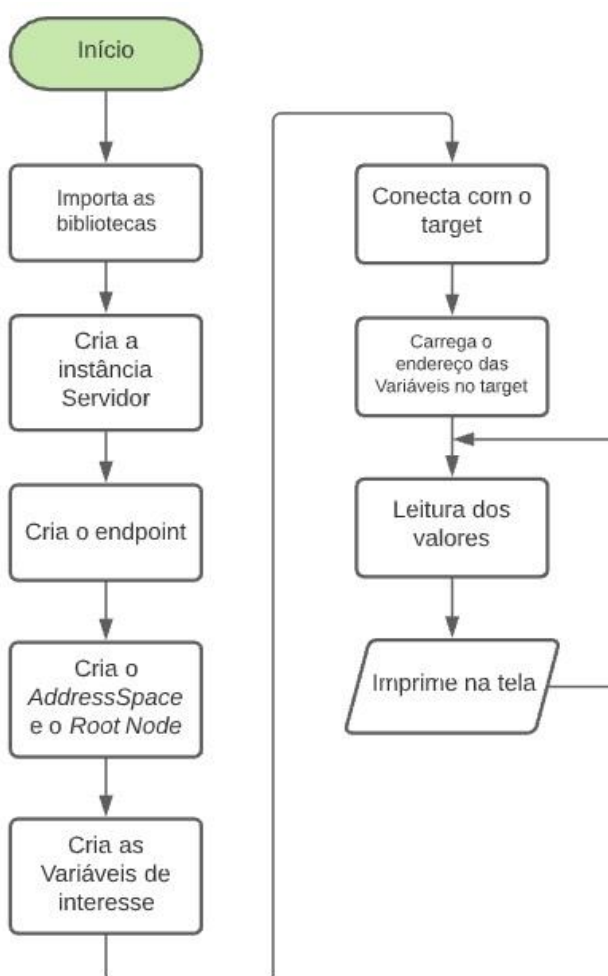 Início
Importa as
bibliotecas
Cria a
instância
Servidor
Cria o endpoint
Cria o
AddressSpace
e o Root Node
Cria as
Variáveis de
interesse
Conecta com o
target
Carrega o
endereço das
Variáveis no target
Leitura dos
valores
Imprime na tela